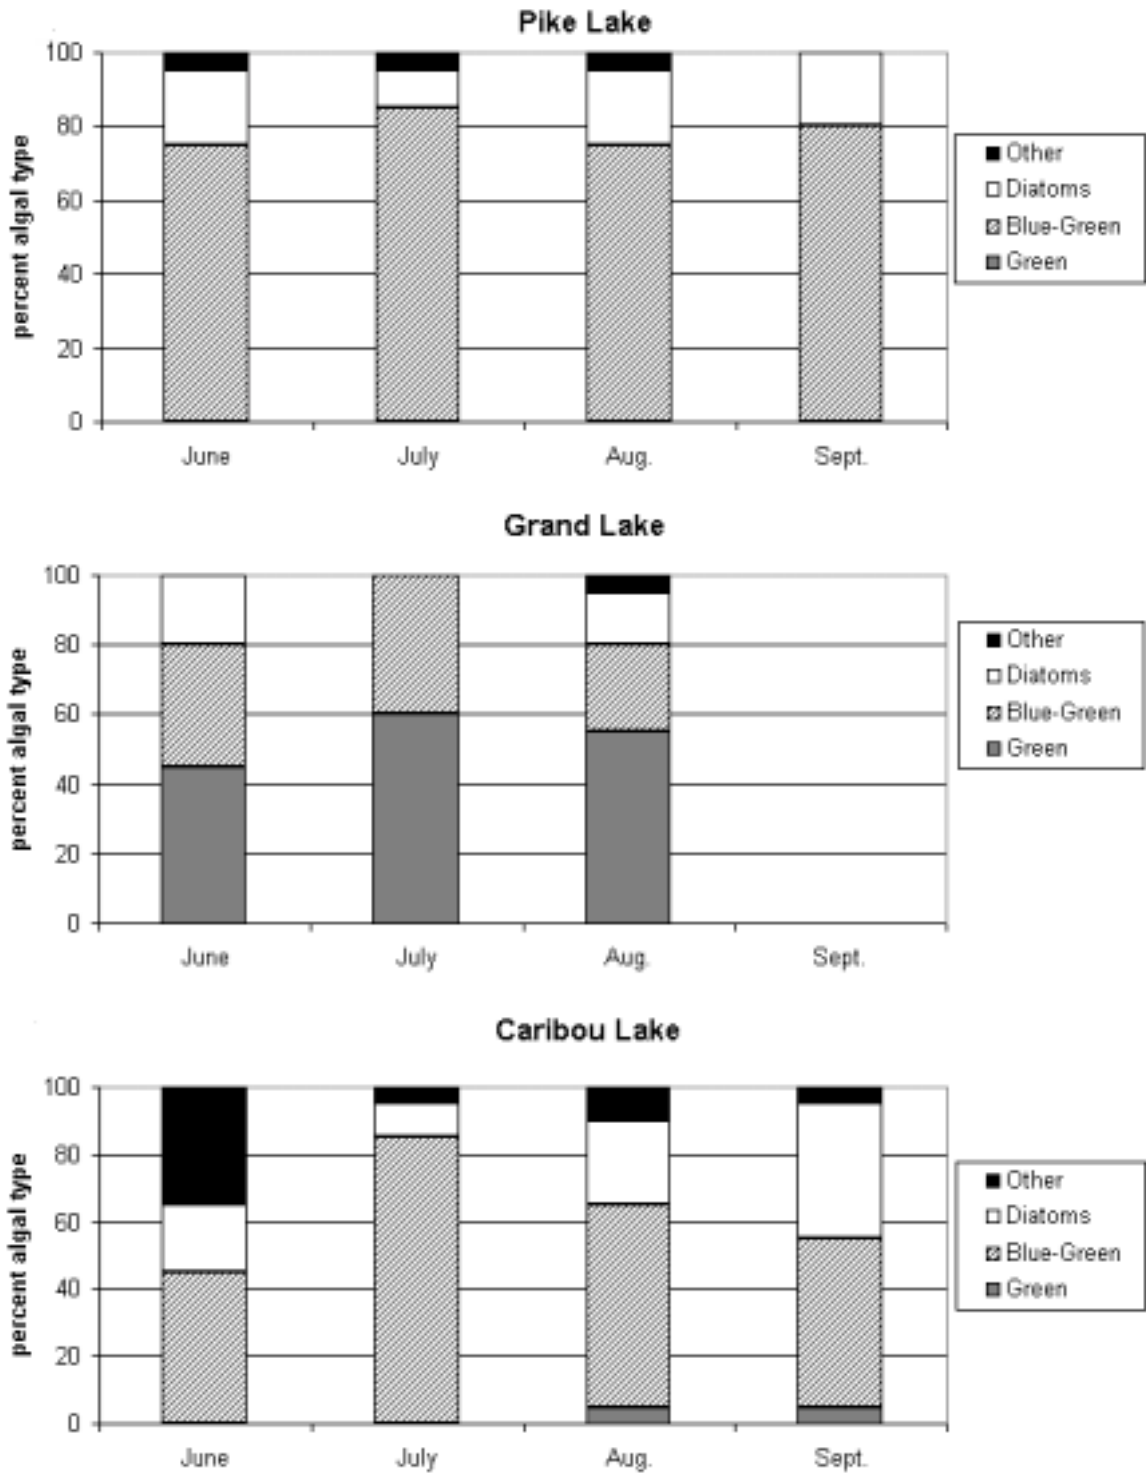 Pike Lake
percent algal type
100
80
60
40
20
0
June July Aug. Sept.
Other
Diatoms
Blue-Green
Green
Grand Lake
percent algal type
100
80
60
40
20
0
June July Aug. Sept.
Other
Diatoms
Blue-Green
Green
Caribou Lake
percent algal type
100
80
60
40
20
0
June July Aug. Sept.
Other
Diatoms
Blue-Green
Green